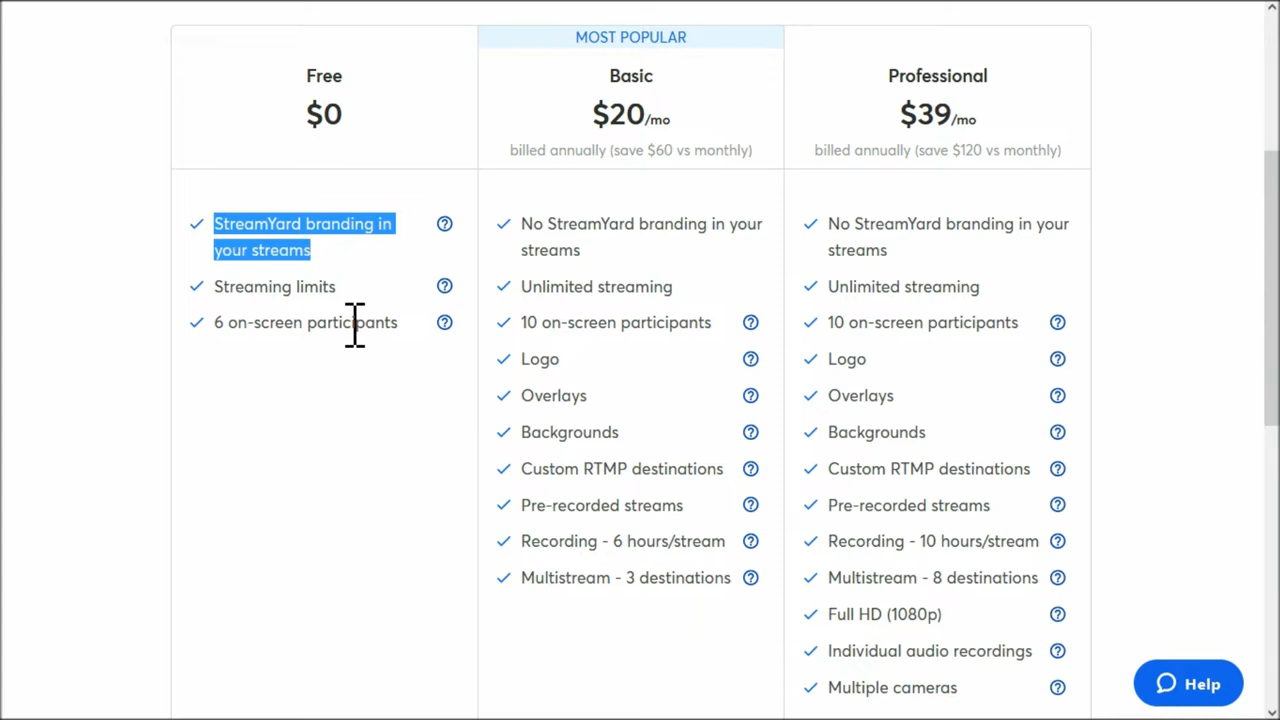 MOST POPULAR
Free
$0
Basic
$20/mo
billed annually (save $60 vs monthly)
Professional
$39/mo
billed annually (save $120 vs monthly)
StreamYard branding in
your streams
Streaming limits
6 on-screen participants
No StreamYard branding in your
streams
Unlimited streaming
10 on-screen participants
Logo
Overlays
Backgrounds
Custom RTMP destinations
Pre-recorded streams
Recording - 6 hours/stream
Multistream - 3 destinations
No StreamYard branding in your
streams
Unlimited streaming
10 on-screen participants
Logo
Overlays
Backgrounds
Custom RTMP destinations
Pre-recorded streams
Recording - 10 hours/stream
Multistream - 8 destinations
Full HD (1080p)
Individual audio recordings
Multiple cameras
Help